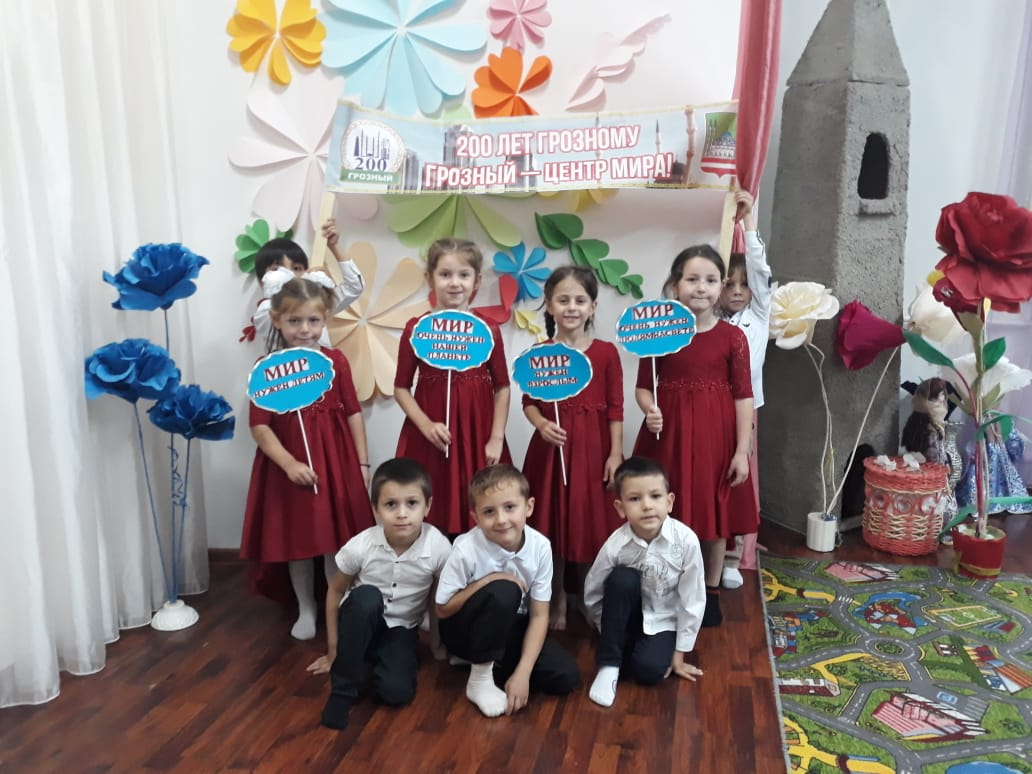 200 ЛЕТ ГРОЗНОМУ
ГРОЗНЫЙ — ЦЕНТР МИРА!
200
ГРОЗНЫЙ
МИР
НУЖЕН ДЕТЯМ
МИР
ОЧЕНЬ НУЖЕН
НАШЕЙ
ПЛАНЕТЕ
МИР
НУЖЕН
ВЗРОСЛЫМ
МИР
ОЧЕНЬ НУЖЕН